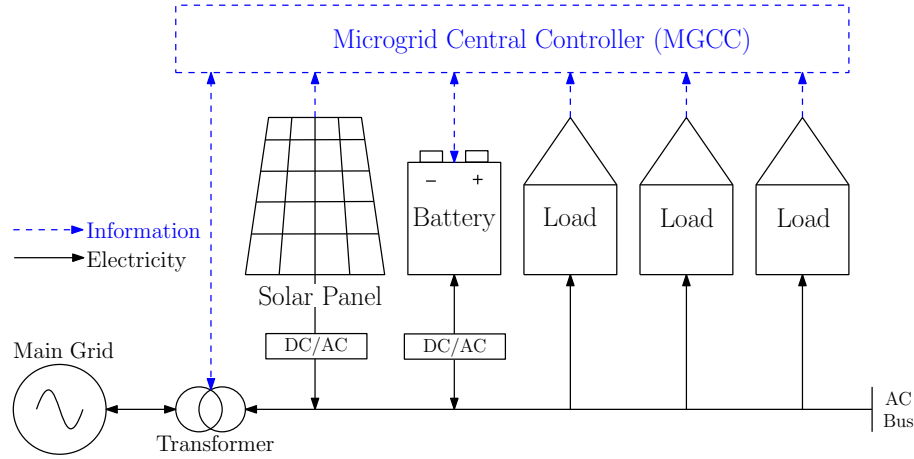 Microgrid Central Controller (MGCC)
− +
Battery
Load
Load
Load
Information
Electricity
Solar Panel
DC/AC
DC/AC
Main Grid
Transformer
AC
Bus